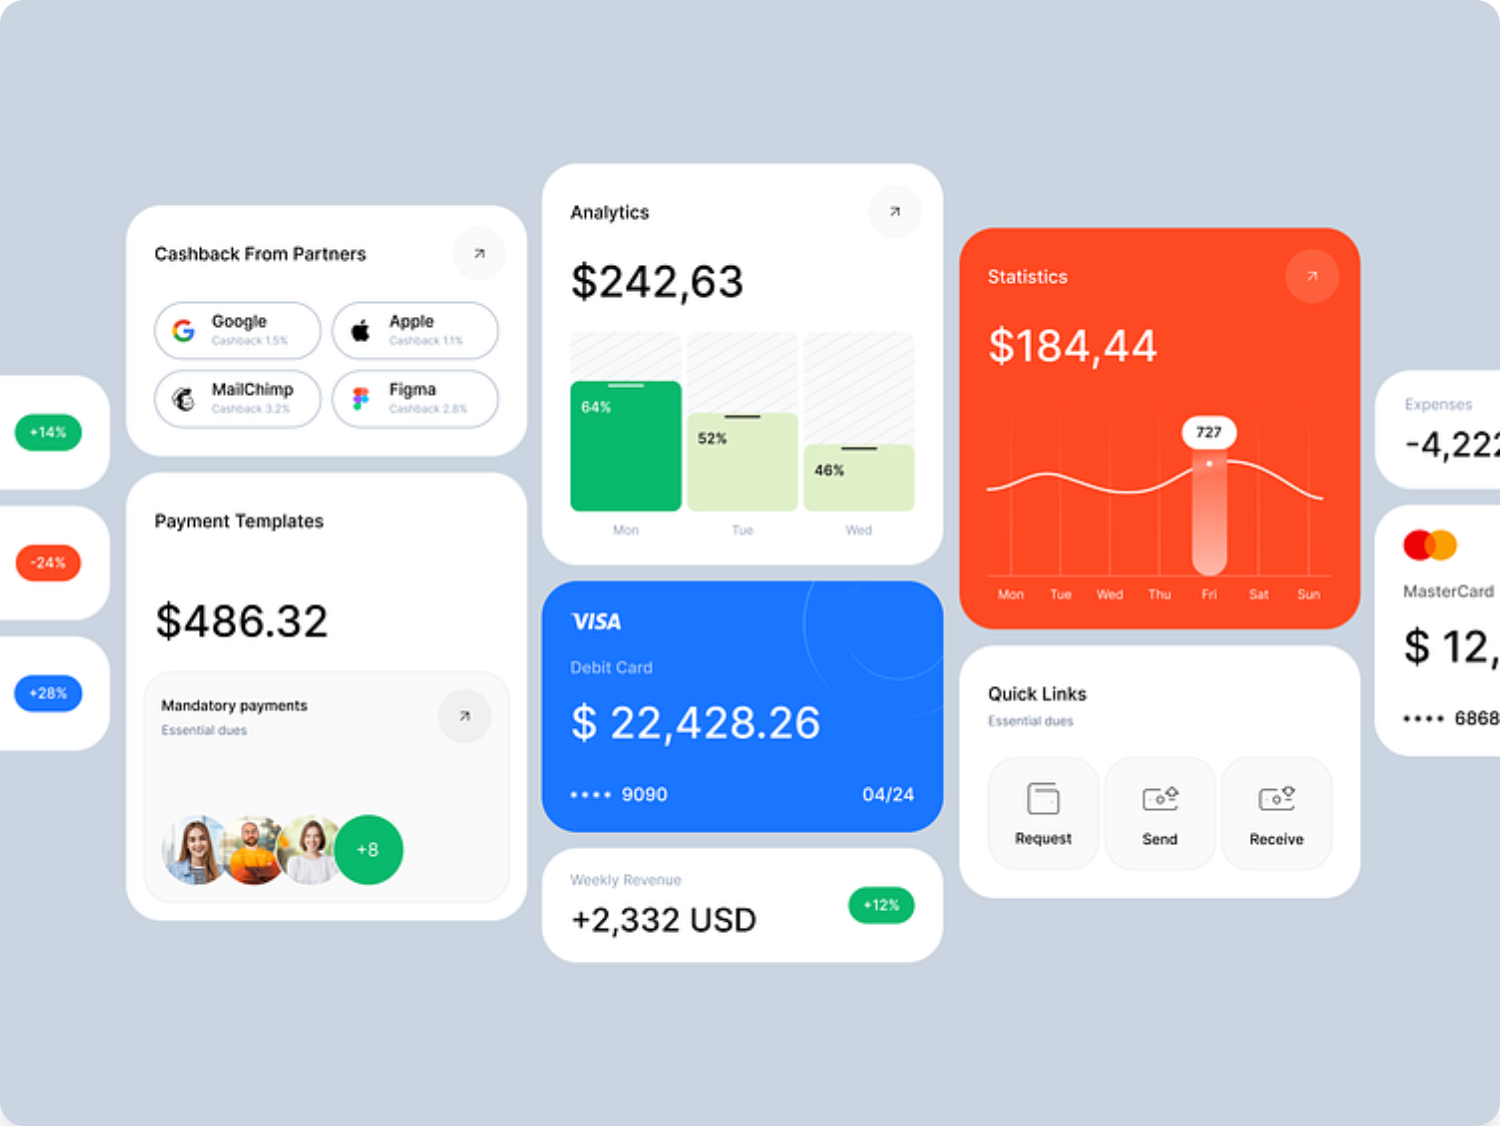 +14%
-24%
+28%
Cashback From Partners
Google
Cashback 1.5%
Apple
Cashback 1.1%
MailChimp
Cashback 3.2%
Figma
Cashback 2.8%
Payment Templates
$486.32
Mandatory payments
Essential dues
+8
Analytics
$242,63
64%
52%
46%
Mon Tue Wed
VISA
Debit Card
$ 22,428.26
•••• 9090 04/24
Weekly Revenue
+2,332 USD
+12%
Statistics
$184,44
727
Mon Tue Wed Thu Fri Sat Sun
Quick Links
Essential dues
Request Send Receive
Expenses
-4,222
MasterCard
$ 12,
•••• 6868